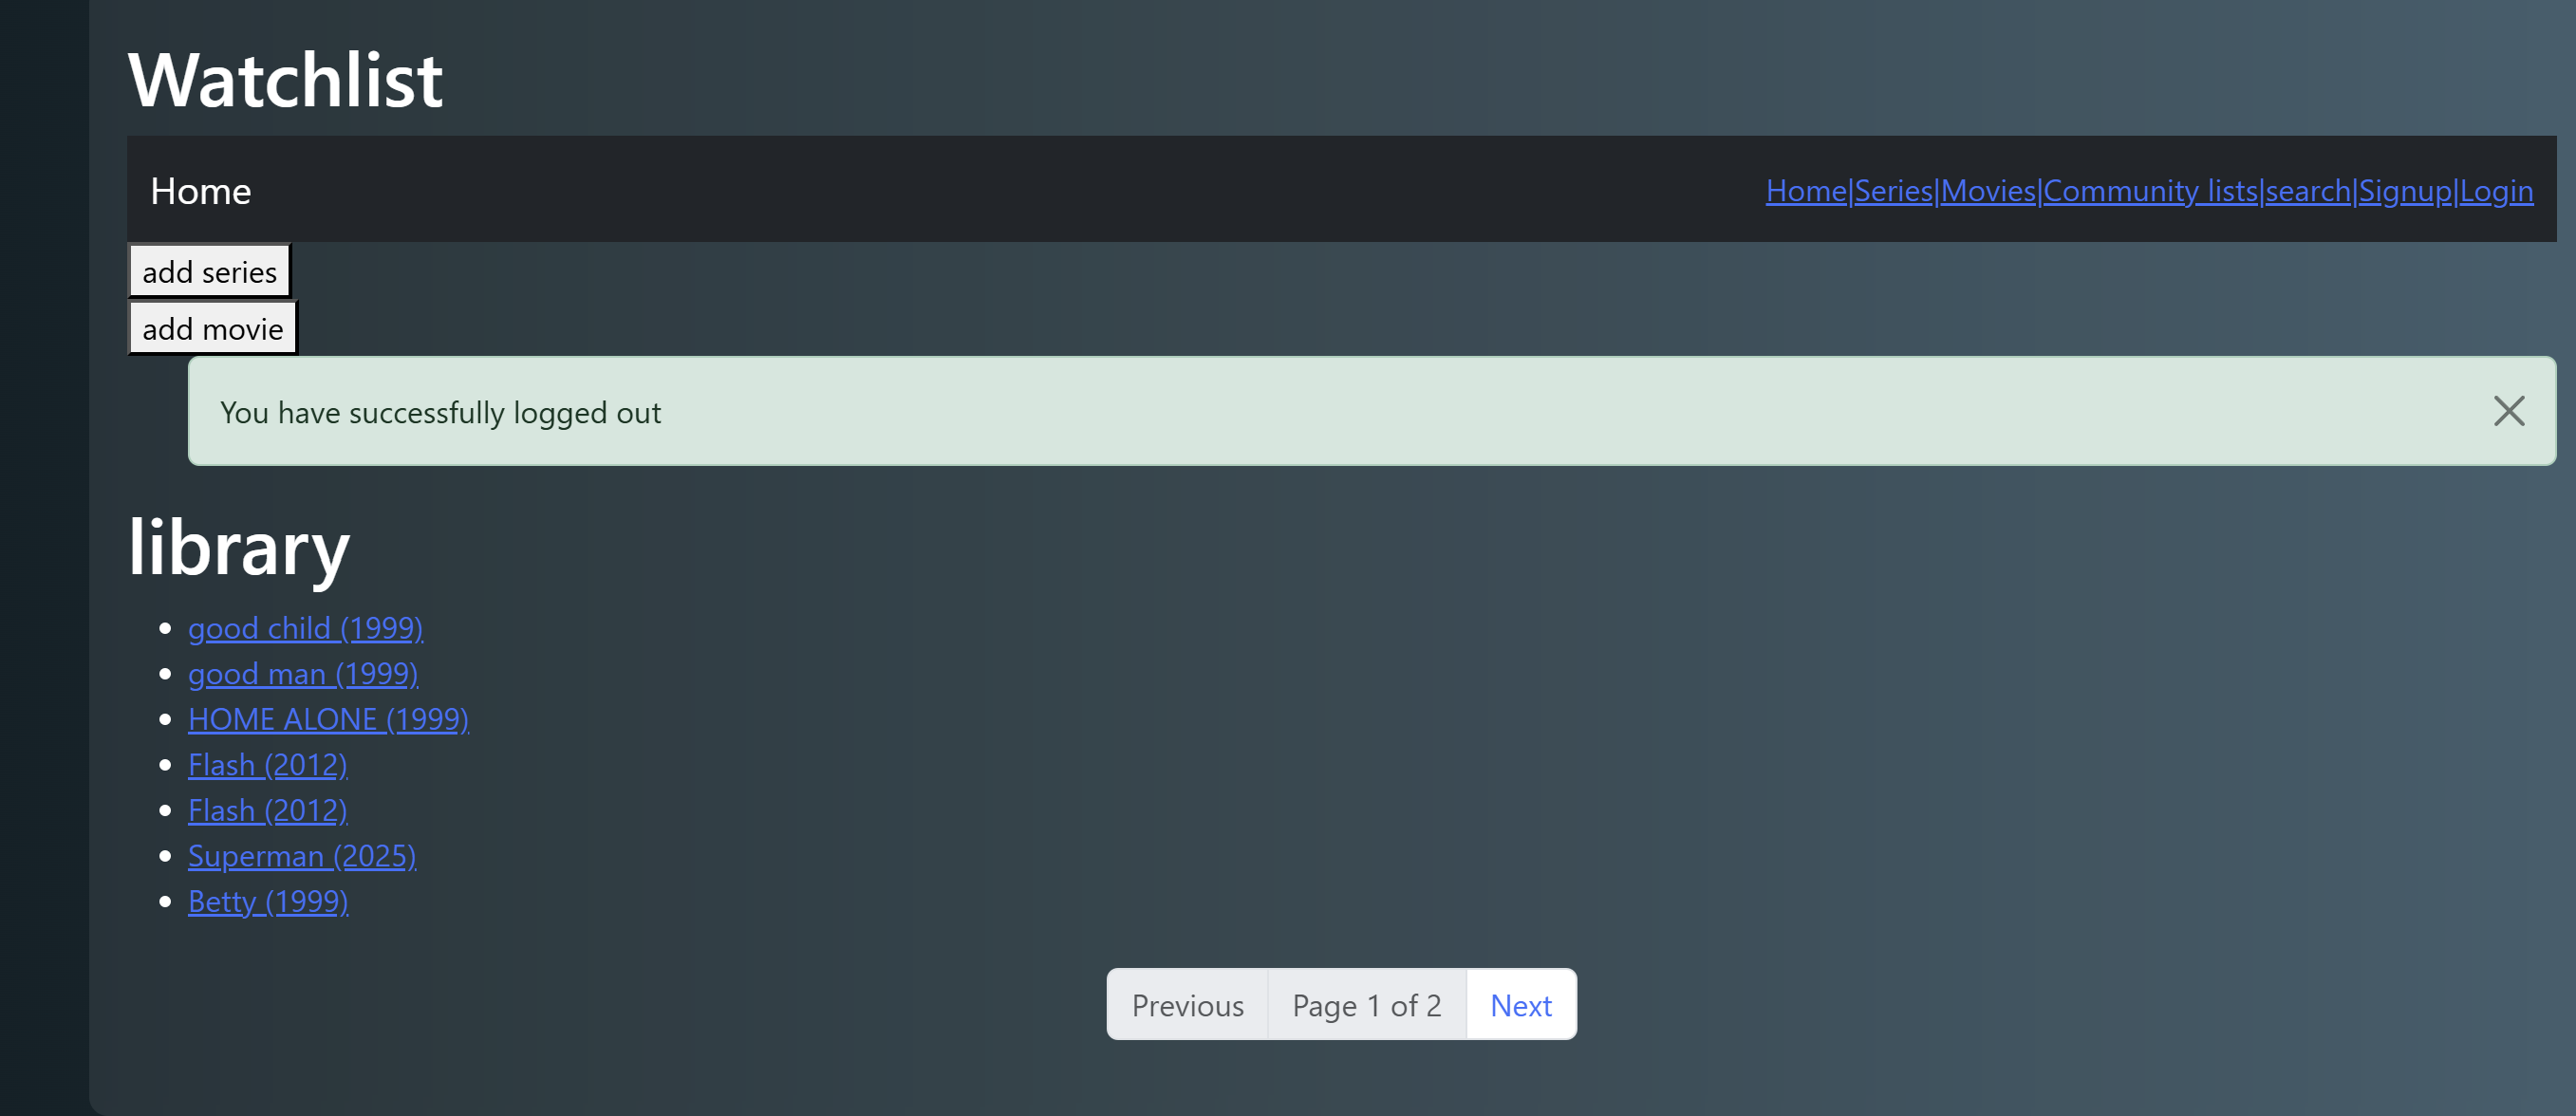 Watchlist
Home
Home|Series|Movies|Community lists|search|Signup|Login
add series
add movie
You have successfully logged out
library
good child (1999)
good man (1999)
HOME ALONE (1999)
Flash (2012)
Flash (2012)
Superman (2025)
Betty (1999)
Previous Page 1 of 2 Next